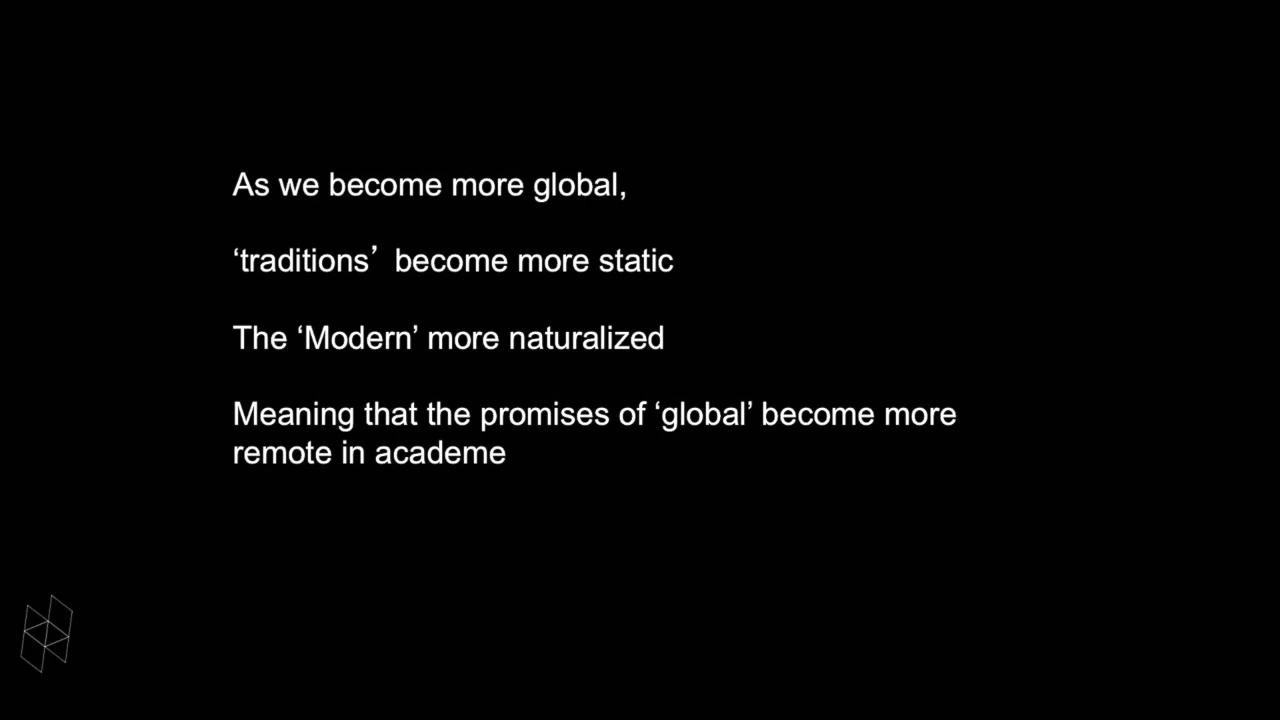 As we become more global,
‘traditions’ become more static
The ‘Modern’ more naturalized
Meaning that the promises of ‘global’ become more
remote in academe